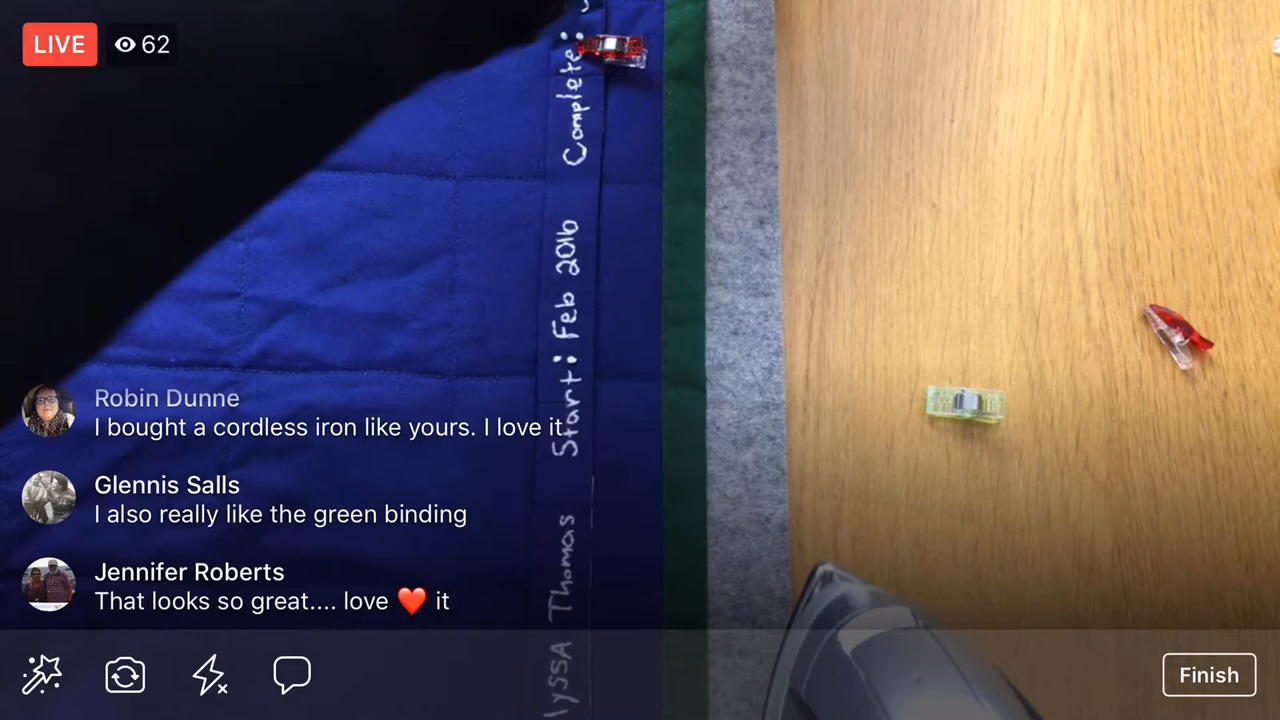 LIVE
62
Complete:
Start: Feb 2016
lyssA Thomas
Robin Dunne
I bought a cordless iron like yours. I love it
Glennis Salls
I also really like the green binding
Jennifer Roberts
That looks so great.... love ❤️ it
Finish